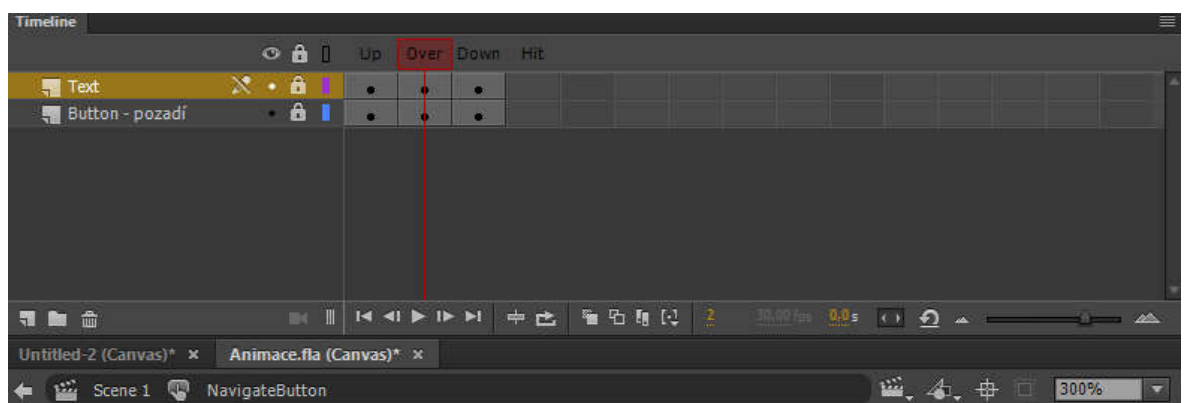 Timeline
Up Over Down Hit
Text
Button - pozadí
2 30,00 fps 0,0 s
Untitled-2 (Canvas)* × Animace.fla (Canvas)* ×
Scene 1 NavigateButton 300%